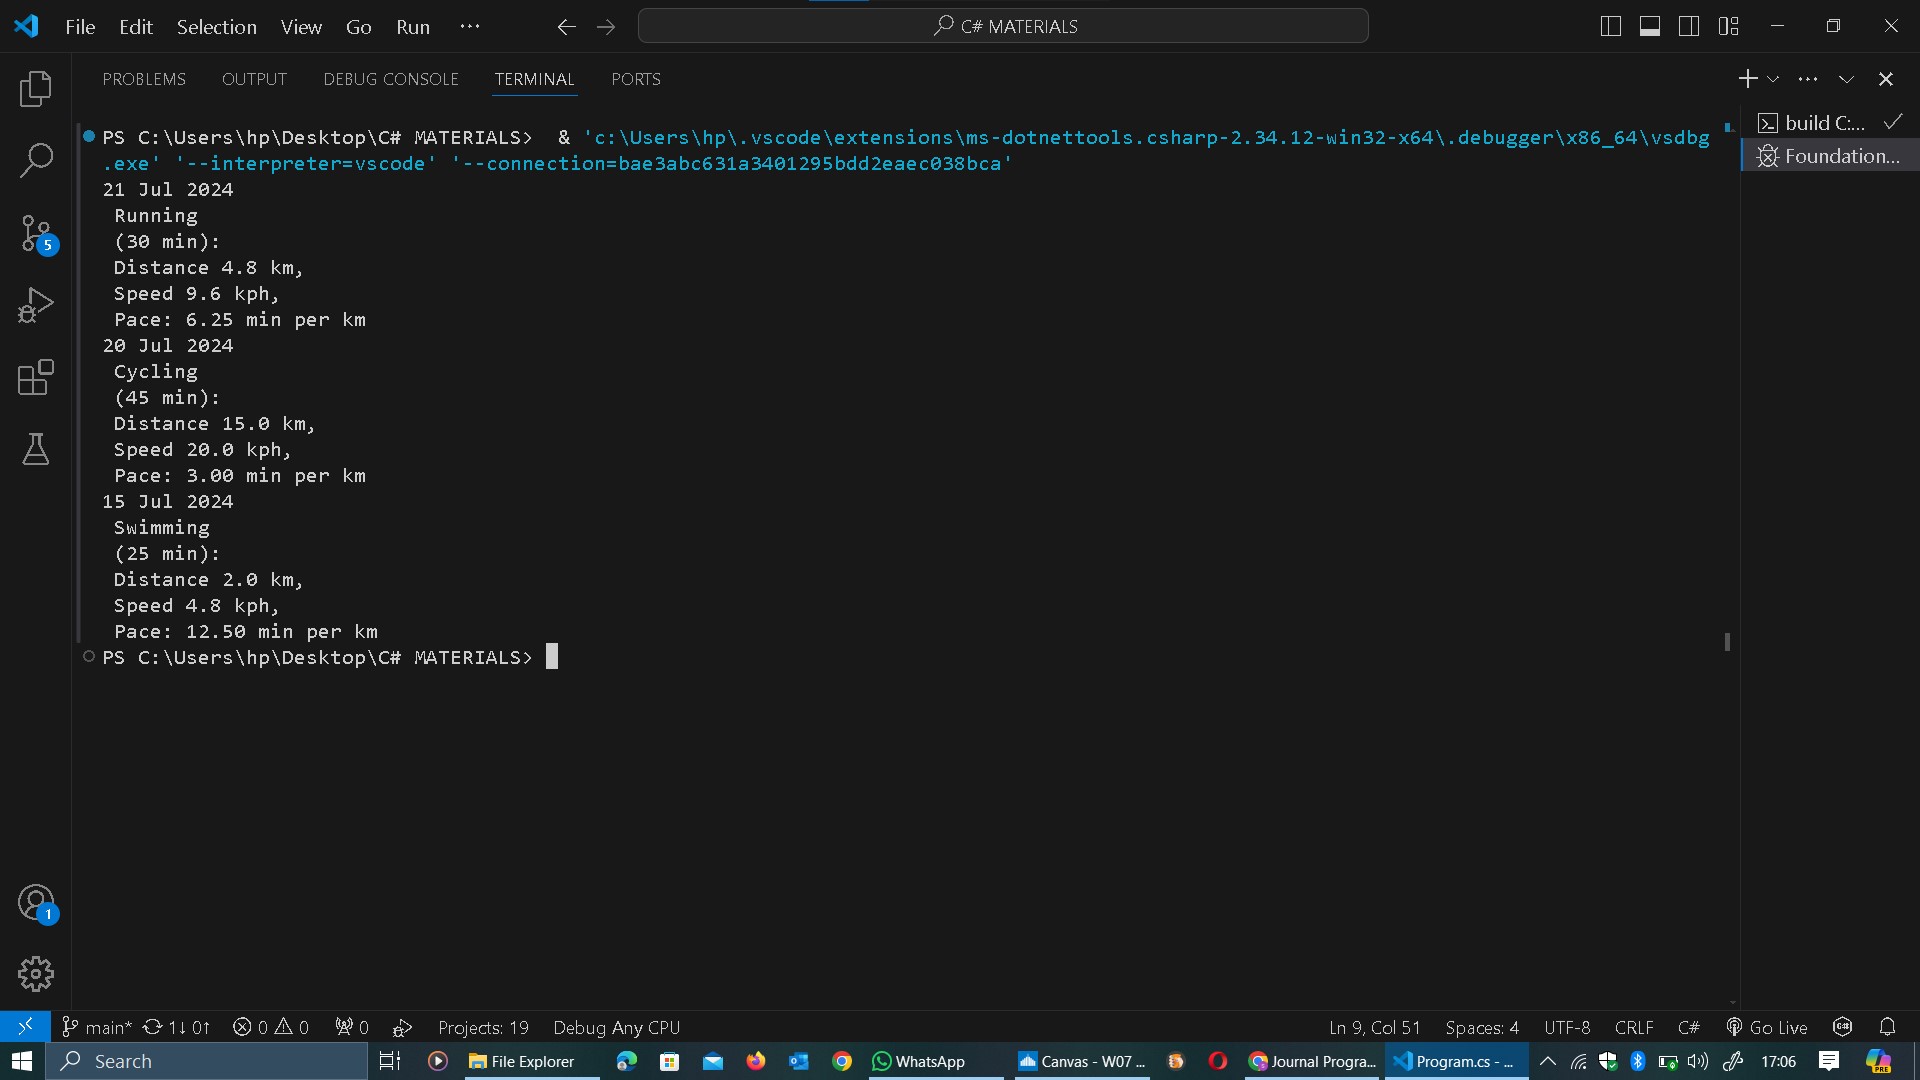 File Edit Selection View Go Run ··· C# MATERIALS
PROBLEMS OUTPUT DEBUG CONSOLE TERMINAL PORTS
PS C:\Users\hp\Desktop\C# MATERIALS>  & 'c:\Users\hp\.vscode\extensions\ms-dotnettools.csharp-2.34.12-win32-x64\.debugger\x86_64\vsdbg
.exe' '--interpreter=vscode' '--connection=bae3abc631a3401295bdd2eaec038bca'
21 Jul 2024
Running
(30 min):
Distance 4.8 km,
Speed 9.6 kph,
Pace: 6.25 min per km
20 Jul 2024
Cycling
(45 min):
Distance 15.0 km,
Speed 20.0 kph,
Pace: 3.00 min per km
15 Jul 2024
Swimming
(25 min):
Distance 2.0 km,
Speed 4.8 kph,
Pace: 12.50 min per km
PS C:\Users\hp\Desktop\C# MATERIALS>
build C:...
Foundation...
5
1
main* 1↓ 0↑ 0 0 0 Projects: 19 Debug Any CPU Ln 9, Col 51 Spaces: 4 UTF-8 CRLF C# Go Live
Search File Explorer WhatsApp Canvas - W07 ... Journal Progra... Program.cs - ... 17:06 PRE